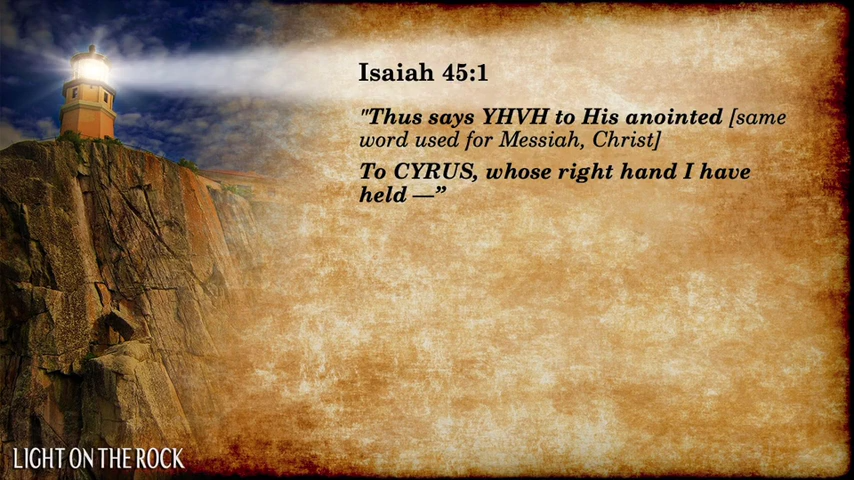 Isaiah 45:1
"Thus says YHVH to His anointed [same
word used for Messiah, Christ]
To CYRUS, whose right hand I have
held —”
LIGHT ON THE ROCK